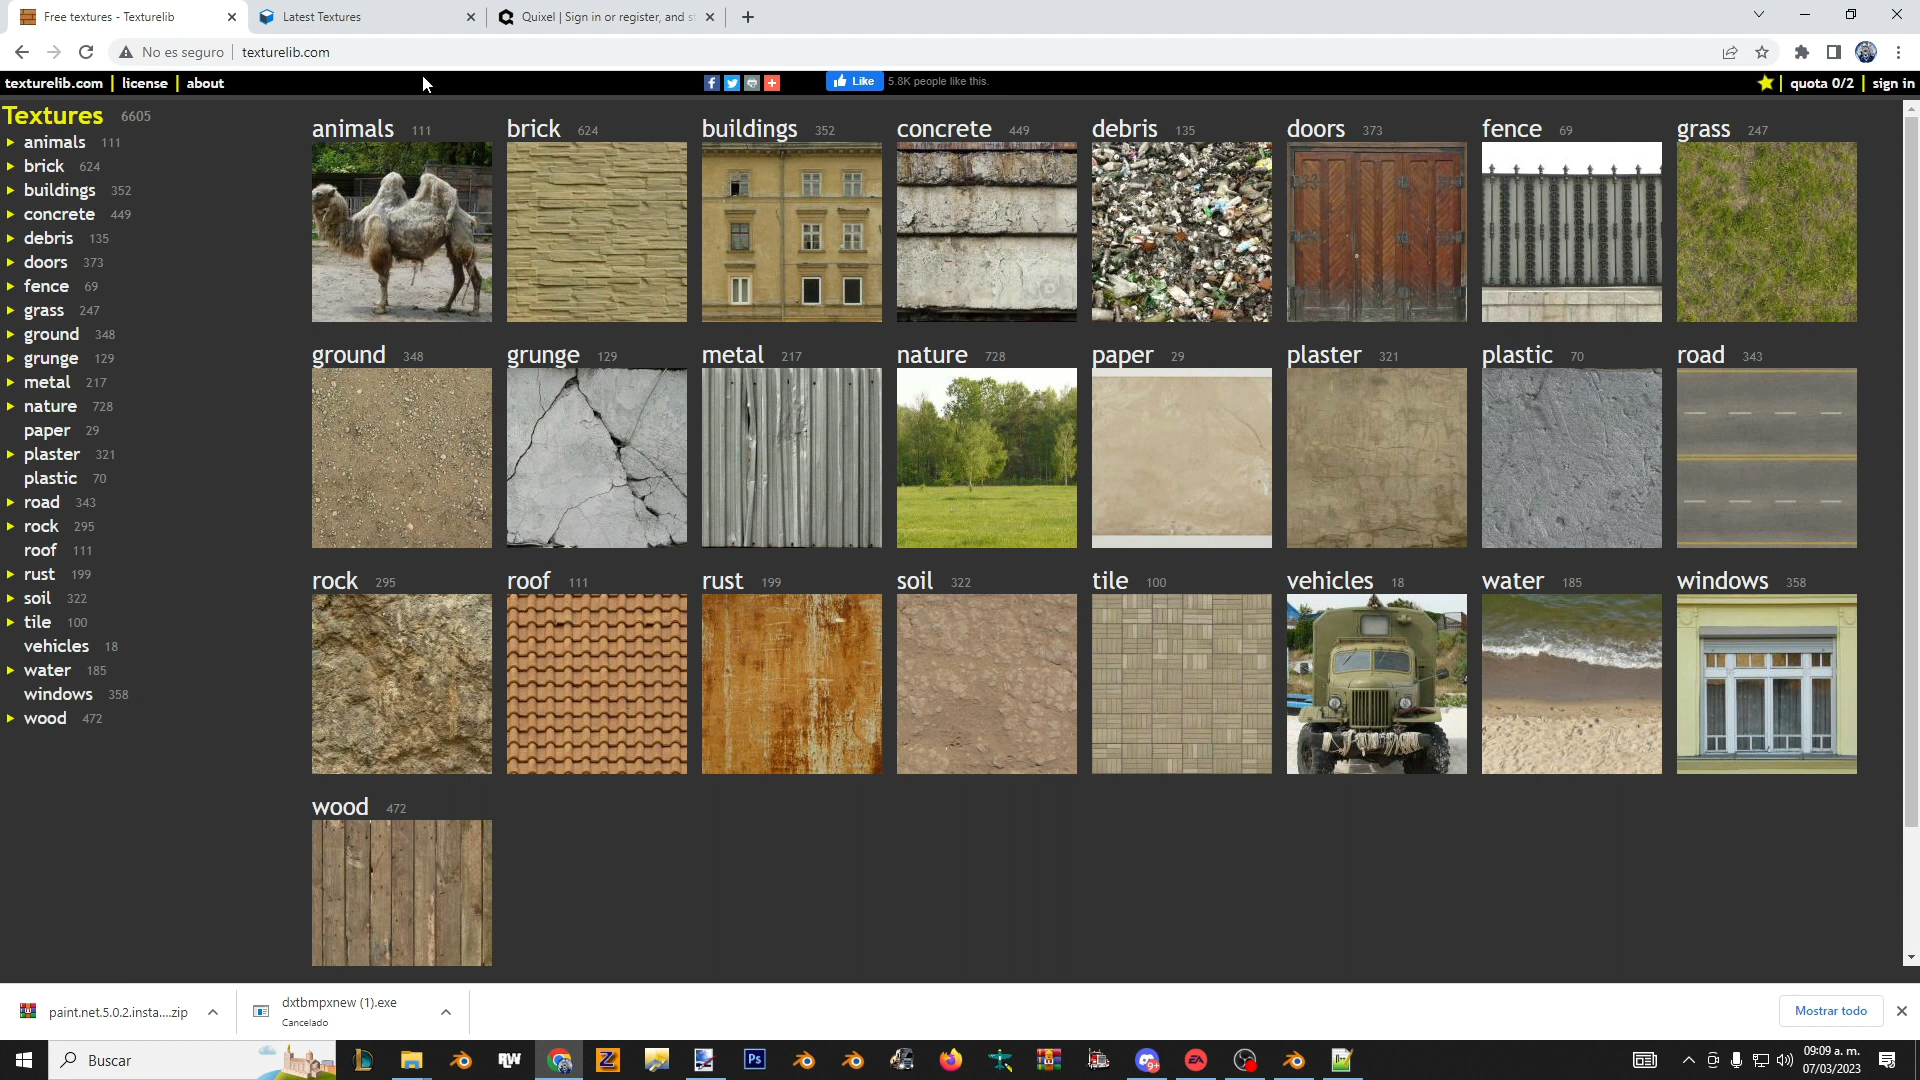 Free textures - Texturelib
Latest Textures
Quixel | Sign in or register, and s
No es seguro
texturelib.com
texturelib.com | license | about
Like
5.8K people like this.
quota 0/2
sign in
Textures 6605
animals 111
brick 624
buildings 352
concrete 449
debris 135
doors 373
fence 69
grass 247
ground 348
grunge 129
metal 217
nature 728
paper 29
plaster 321
plastic 70
road 343
rock 295
roof 111
rust 199
soil 322
tile 100
vehicles 18
water 185
windows 358
wood 472
animals 111
brick 624
buildings 352
concrete 449
debris 135
doors 373
fence 69
grass 247
ground 348
grunge 129
metal 217
nature 728
paper 29
plaster 321
plastic 70
road 343
rock 295
roof 111
rust 199
soil 322
tile 100
vehicles 18
water 185
windows 358
wood 472
paint.net.5.0.2.insta....zip
dxtbmpxnew (1).exe
Cancelado
Mostrar todo
Buscar
RW
Z
Ps
9+
EA
09:09 a. m.
07/03/2023